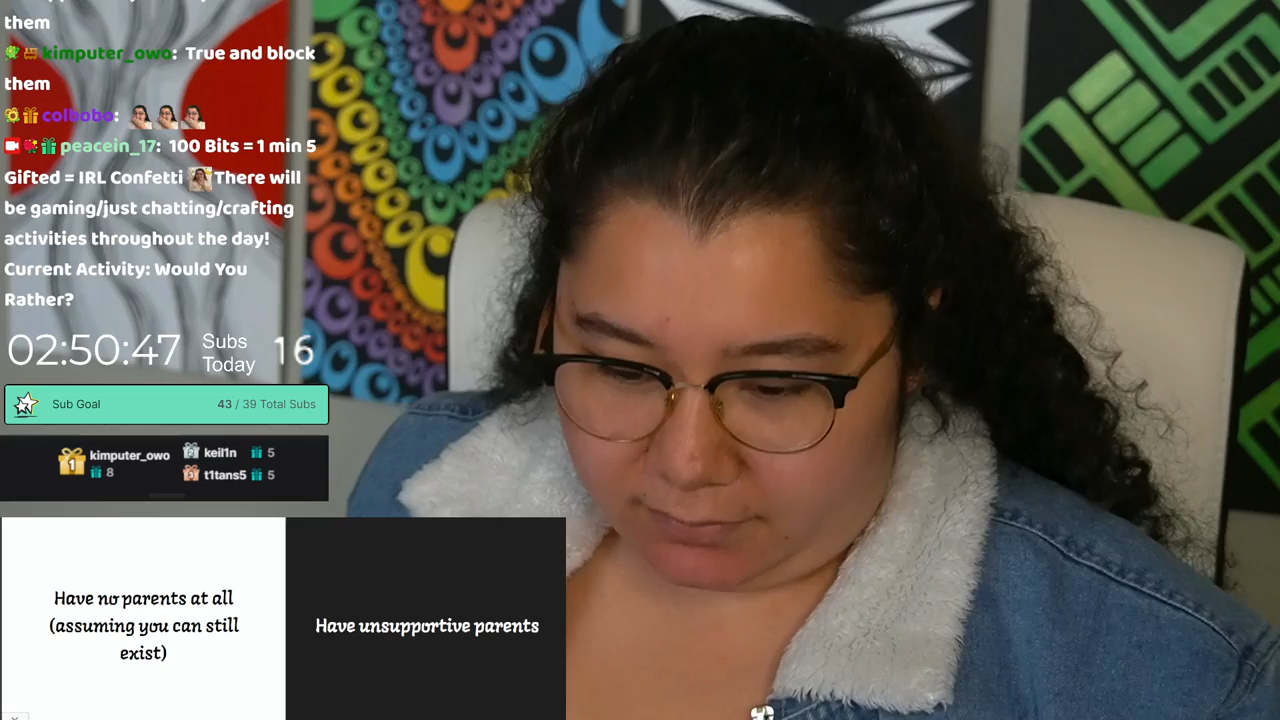 them
kimputer_owo: True and block
them
colbobo:
peacein_17: 100 Bits = 1 min 5
Gifted = IRL Confetti There will
be gaming/just chatting/crafting
activities throughout the day!
Current Activity: Would You
Rather?
02:50:47 Subs Today 16
Sub Goal 43 / 39 Total Subs
1 kimputer_owo 8
2 keil1n 5
3 t1tans5 5
Have no parents at all
(assuming you can still
exist)
Have unsupportive parents